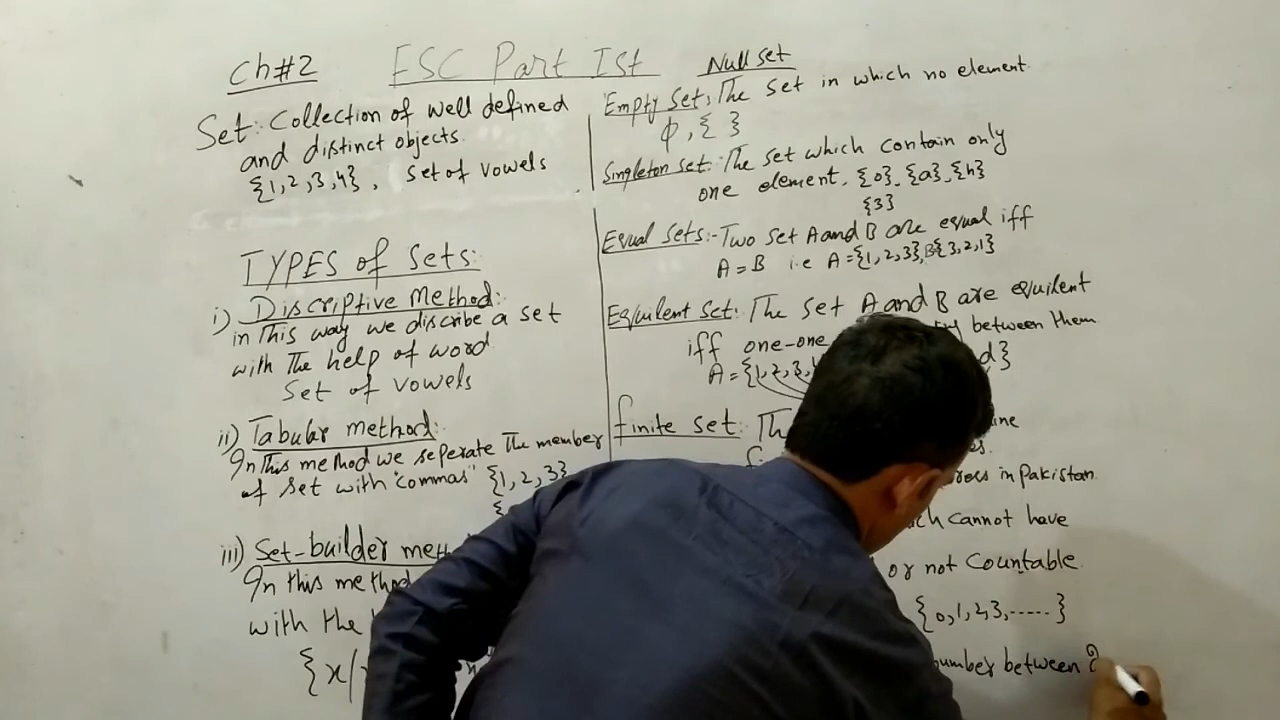 Ch#2
FSC Part Ist
Set: Collection of well defined
and distinct objects.
{1,2,3,4}, Set of vowels
TYPES of Sets:
i) Discriptive Method:
in this way we discribe a set
with The help of word
Set of vowels
ii) Tabular method:
In this method we seperate The member
of set with "commas" {1,2,3}
{
iii) Set-builder
In this method
with the
{x/
Null set
Empty Set: The Set in which no element
ϕ, { }
Singleton set:- The set which contain only
one element. {0}, {a}, {4}
{3}
Equal Sets:- Two Set A and B are equal iff
A = B i.e A={1,2,3}, B{3,2,1}
Equilent Set: The set A and B are equilent
iff one-one between them
A = {1,2,3, d}
finite set: Th
in Pakistan
cannot have
or not Countable
{0,1,2,3,.....}
number between